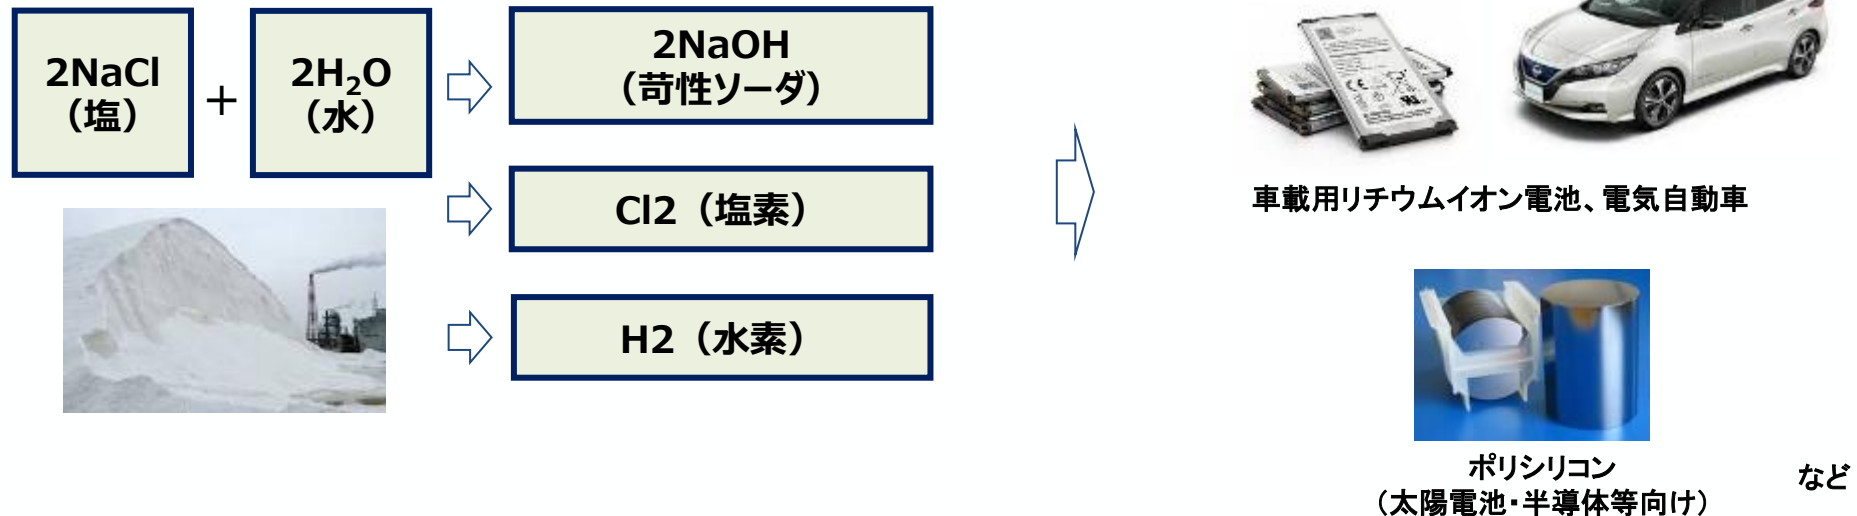 2NaCl
（塩）
+
2H₂O
（水）
2NaOH
（苛性ソーダ）
Cl2（塩素）
H2（水素）
車載用リチウムイオン電池、電気自動車
ポリシリコン
（太陽電池・半導体等向け）
など